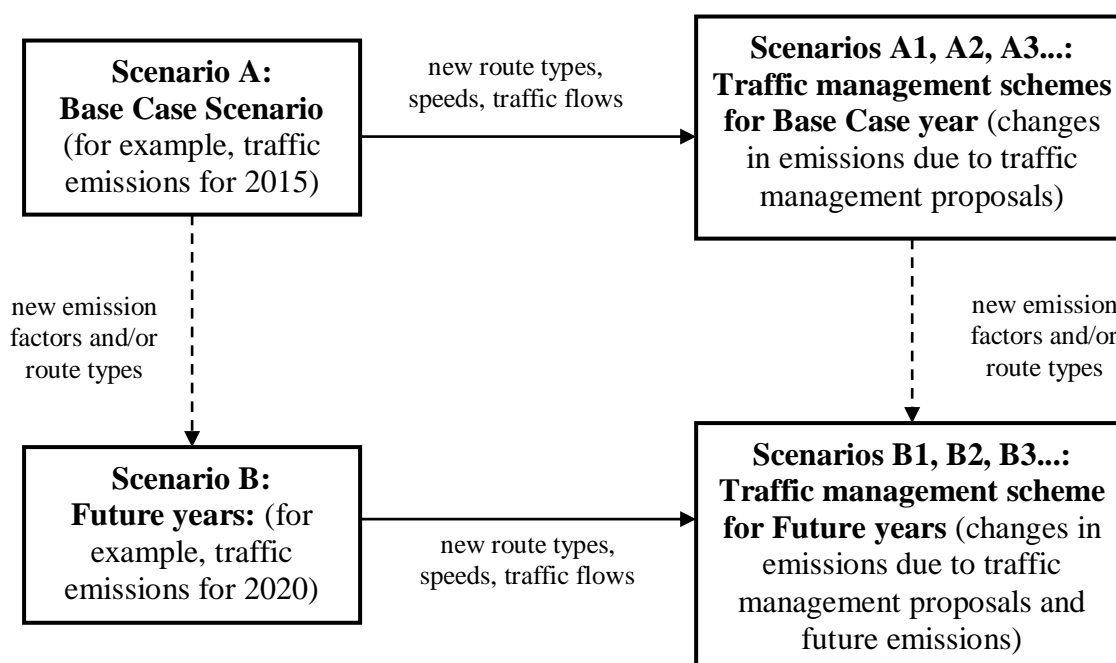 Scenario A:
Base Case Scenario
(for example, traffic
emissions for 2015)
new route types,
speeds, traffic flows
Scenarios A1, A2, A3...:
Traffic management schemes
for Base Case year (changes
in emissions due to traffic
management proposals)
new emission
factors and/or
route types
new emission
factors and/or
route types
Scenario B:
Future years: (for
example, traffic
emissions for 2020)
new route types,
speeds, traffic flows
Scenarios B1, B2, B3...:
Traffic management scheme
for Future years (changes in
emissions due to traffic
management proposals and
future emissions)